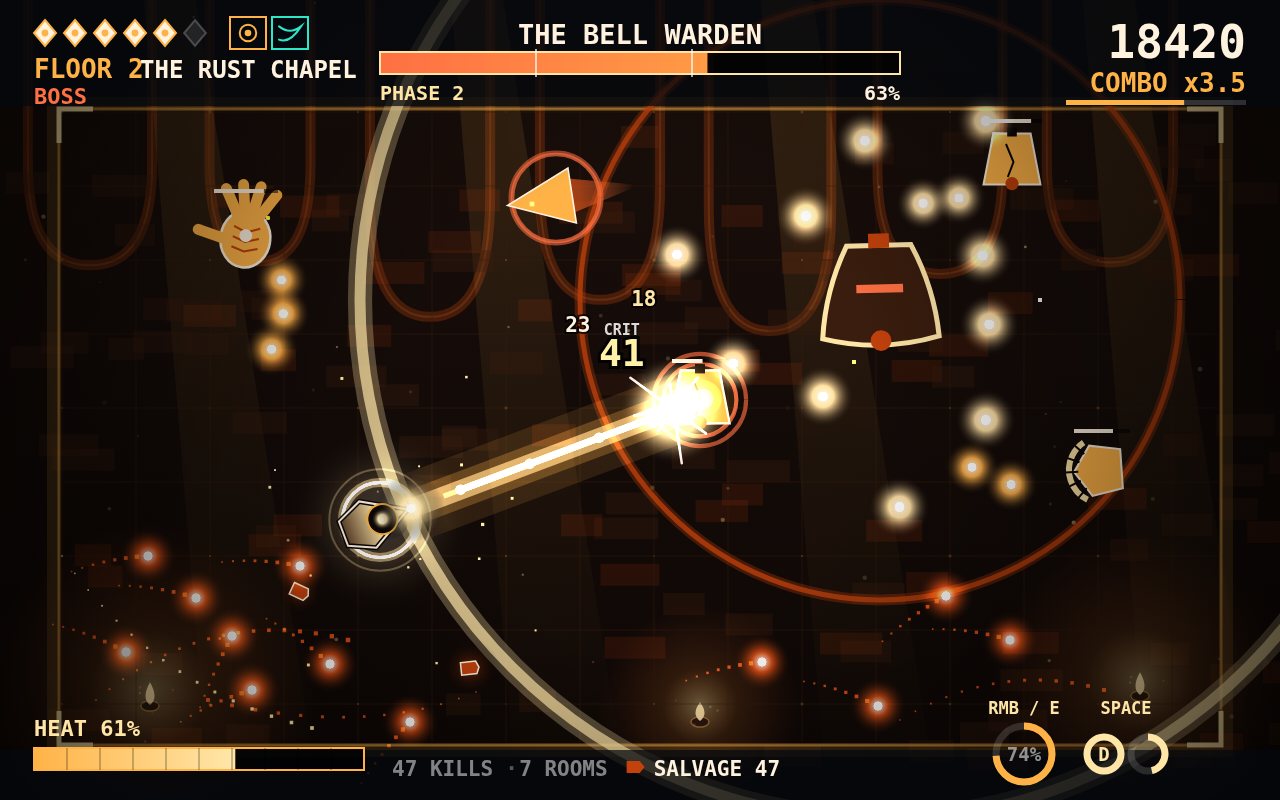 THE BELL WARDEN
18420
FLOOR 2 THE RUST CHAPEL
COMBO x3.5
BOSS
PHASE 2
63%
18
23
CRIT
41
RMB / E
SPACE
HEAT 61%
74%
D
47 KILLS · 7 ROOMS
SALVAGE 47